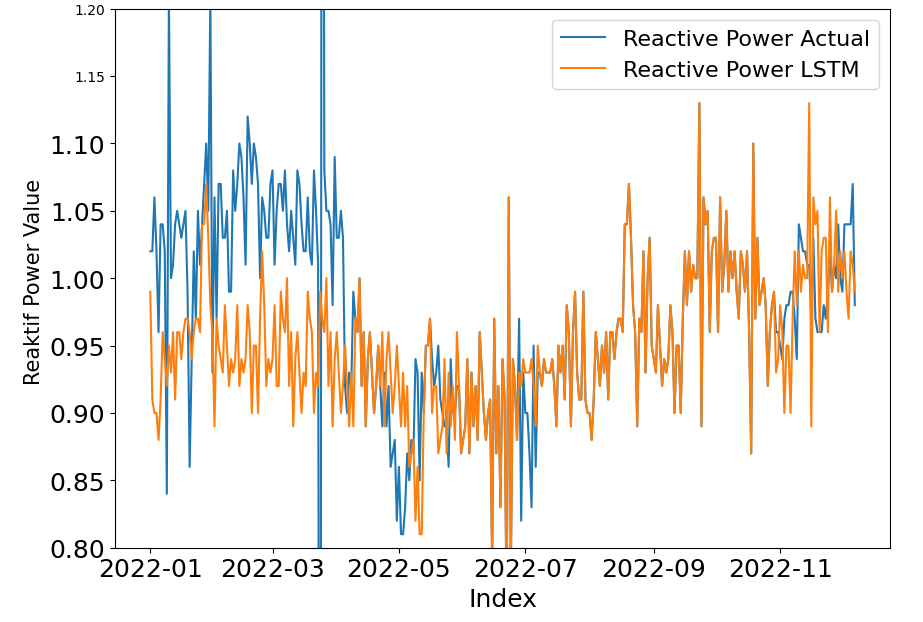 Reactive Power Actual
Reactive Power LSTM
1.20
1.15
1.10
1.05
1.00
0.95
0.90
0.85
0.80
Reaktif Power Value
2022-01 2022-03 2022-05 2022-07 2022-09 2022-11
Index